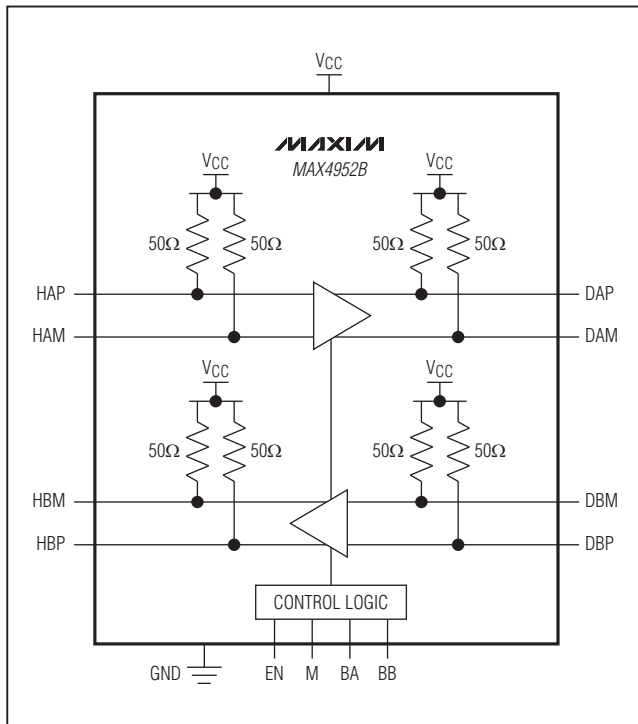 VCC
MAXIM
MAX4952B
VCC VCC
50Ω 50Ω 50Ω 50Ω
HAP DAP
HAM DAM
VCC VCC
50Ω 50Ω 50Ω 50Ω
HBM DBM
HBP DBP
CONTROL LOGIC
GND EN M BA BB